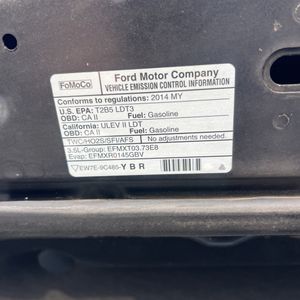 FoMoCo
Ford Motor Company
VEHICLE EMISSION CONTROL INFORMATION
Conforms to regulations: 2014 MY
U.S. EPA: T2B5 LDT3
OBD: CA II Fuel: Gasoline
California: ULEV II LDT
OBD: CA II Fuel: Gasoline
TWC/HO2S/SFI/AFS No adjustments needed.
3.5L-Group: EFMXT03.73E8
Evap: EFMXR0145GBV
EW7E-9C485-YBR